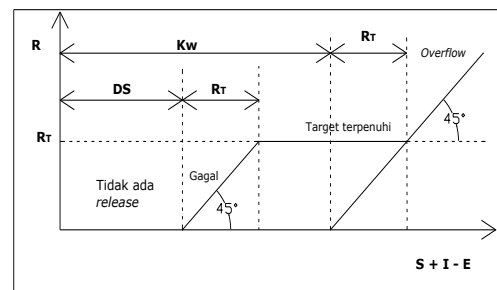 R
Kw
RT
Overflow
DS
RT
Target terpenuhi
45°
RT
Gagal
Tidak ada
release
45°
S + I - E